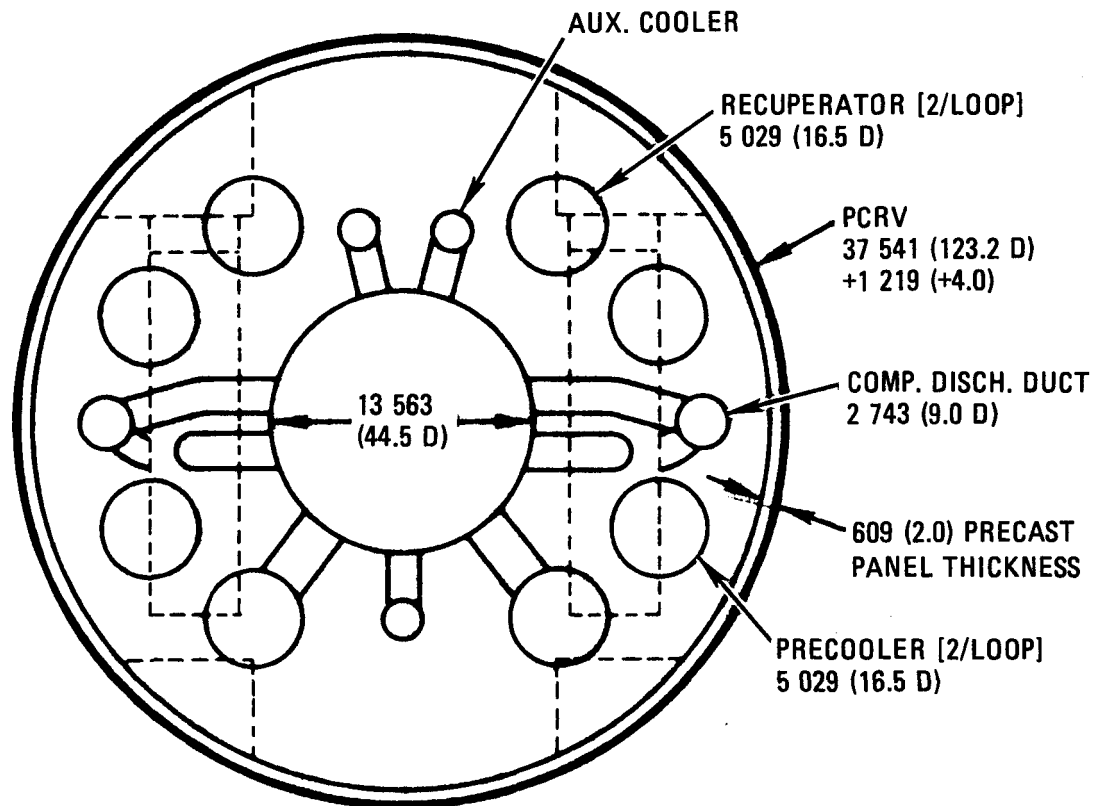 AUX. COOLER
RECUPERATOR [2/LOOP]
5 029 (16.5 D)
PCRV
37 541 (123.2 D)
+1 219 (+4.0)
COMP. DISCH. DUCT
2 743 (9.0 D)
13 563
(44.5 D)
609 (2.0) PRECAST
PANEL THICKNESS
PRECOOLER [2/LOOP]
5 029 (16.5 D)